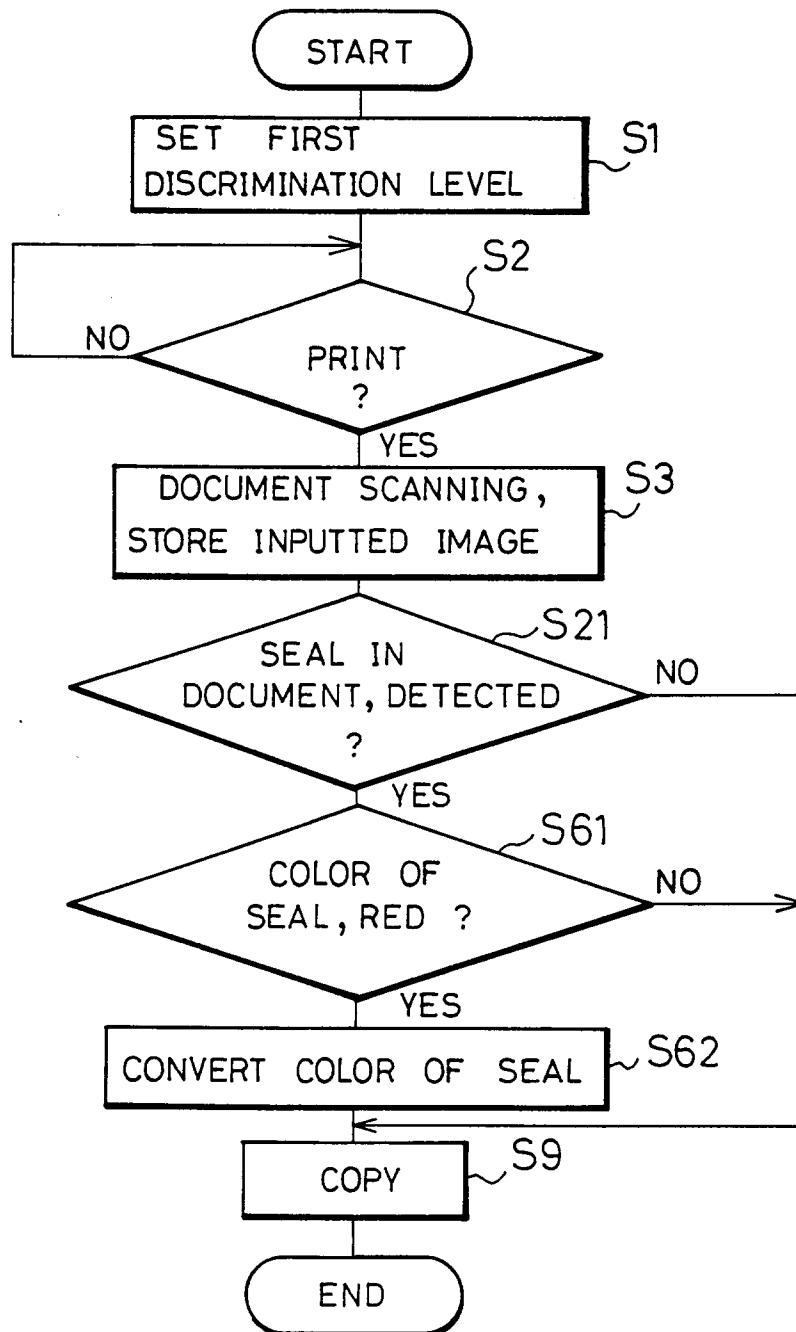 START
SET FIRST
DISCRIMINATION LEVEL
S1
S2
NO
PRINT
?
YES
DOCUMENT SCANNING,
STORE INPUTTED IMAGE
S3
S21
SEAL IN
DOCUMENT, DETECTED
?
NO
YES
S61
COLOR OF
SEAL, RED ?
NO
YES
CONVERT COLOR OF SEAL
S62
COPY
S9
END